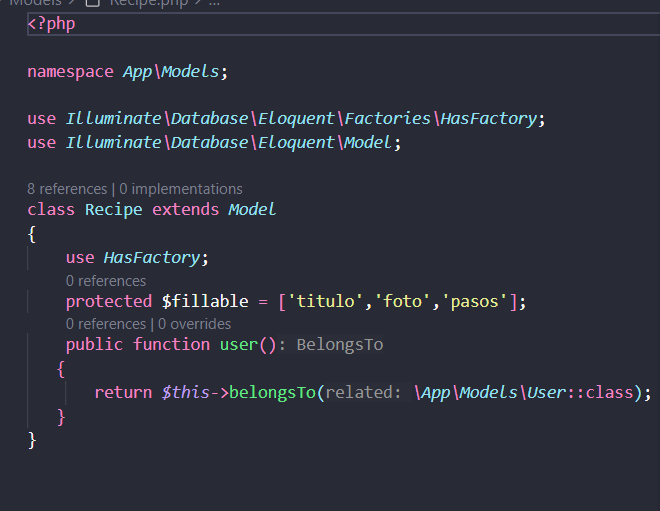 Models > Recipe.php > ...
<?php
namespace App\Models;
use Illuminate\Database\Eloquent\Factories\HasFactory;
use Illuminate\Database\Eloquent\Model;
8 references | 0 implementations
class Recipe extends Model
{
use HasFactory;
0 references
protected $fillable = ['titulo','foto','pasos'];
0 references | 0 overrides
public function user(): BelongsTo
{
return $this->belongsTo(related: \App\Models\User::class);
}
}